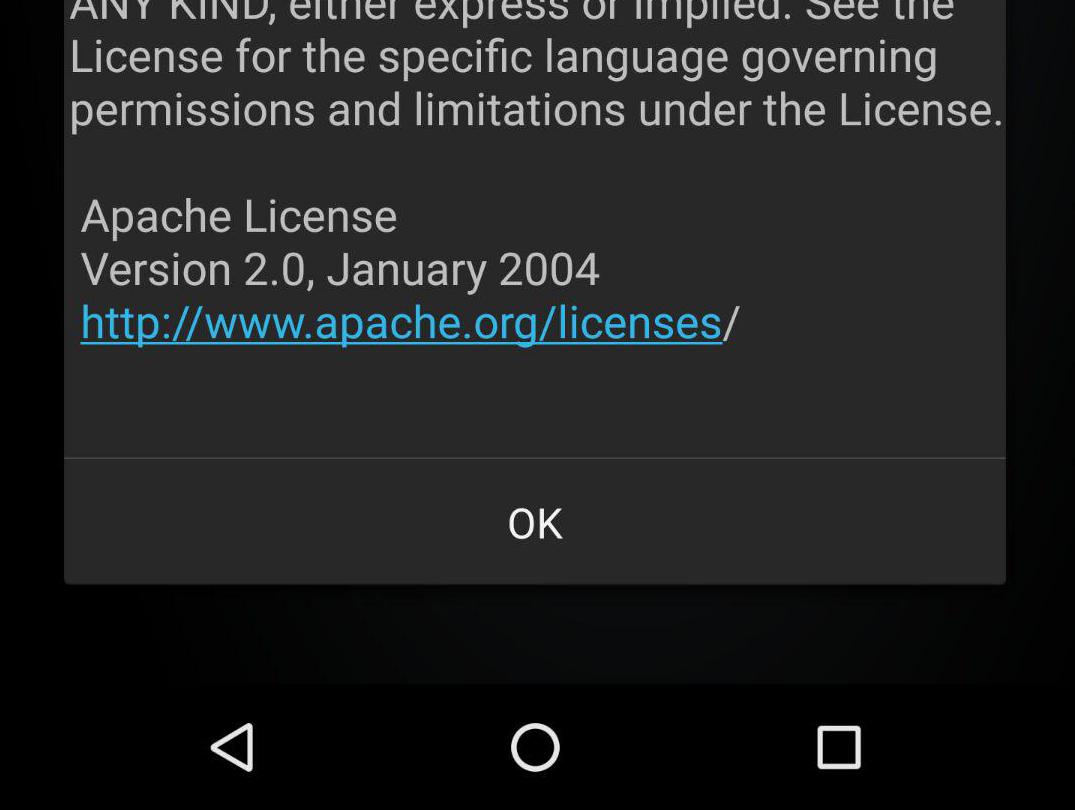 ANY KIND, either express or implied. See the
License for the specific language governing
permissions and limitations under the License.
Apache License
Version 2.0, January 2004
http://www.apache.org/licenses/
OK